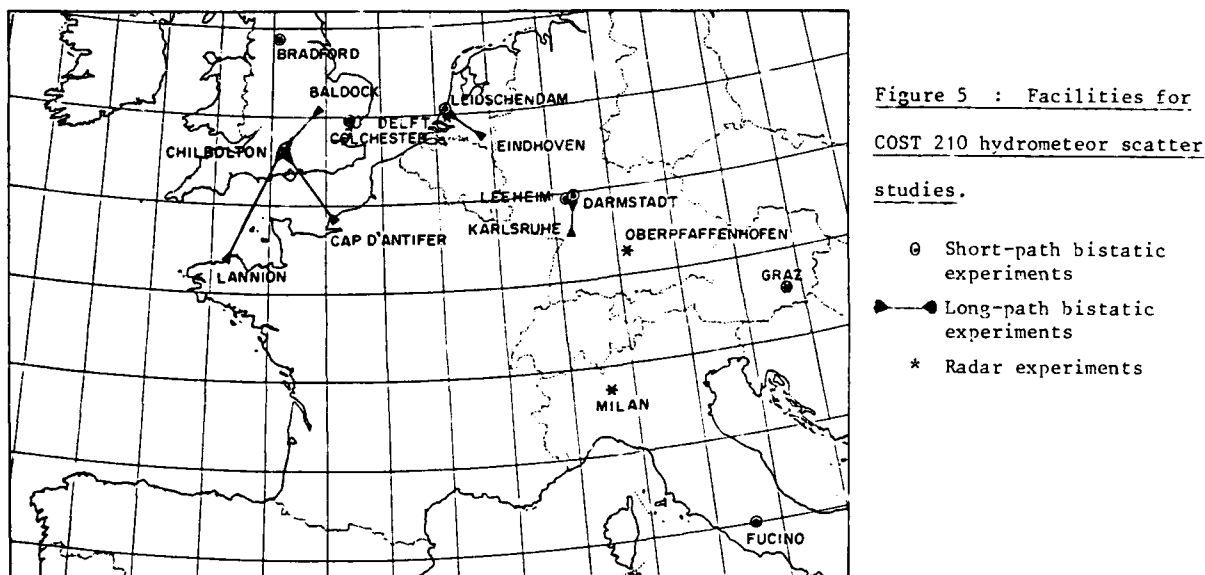 BRADFORD
BALDOCK
LEIDSCHENDAM
DELFT
COLCHESTER
CHILBOLTON
EINDHOVEN
LEEHEIM
DARMSTADT
KARLSRUHE
OBERPFAFFENHOFEN
CAP D'ANTIFER
LANNION
GRAZ
MILAN
FUCINO
Figure 5 : Facilities for
COST 210 hydrometeor scatter
studies.
Short-path bistatic
experiments
Long-path bistatic
experiments
* Radar experiments